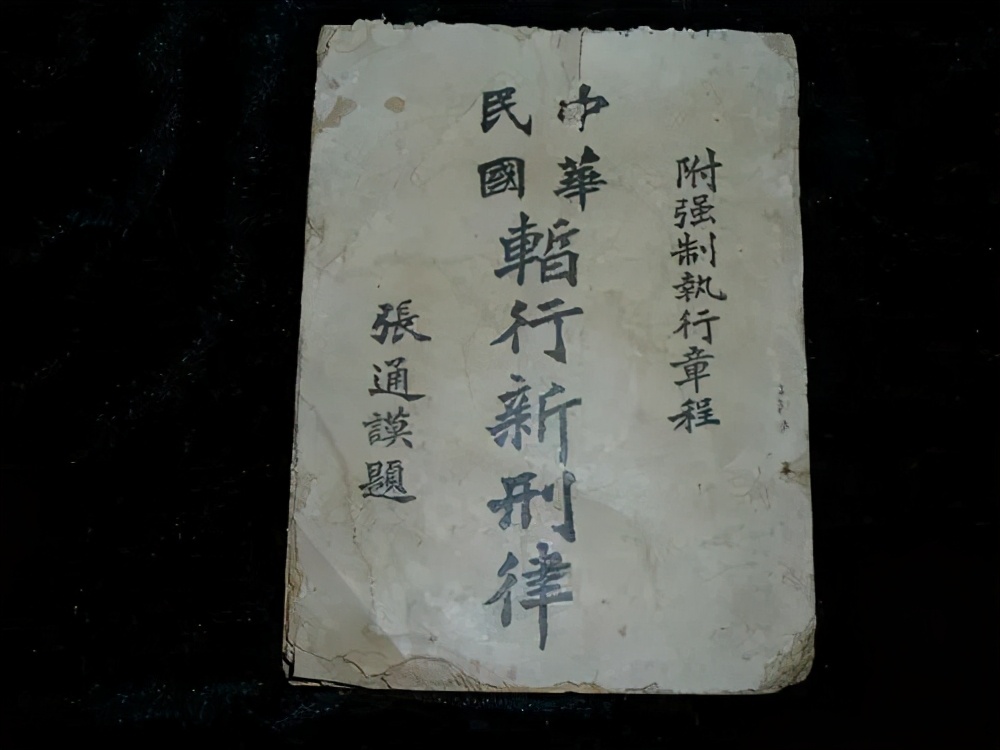 附强制執行章程
中華
民國
暫行新刑律
張通謨題